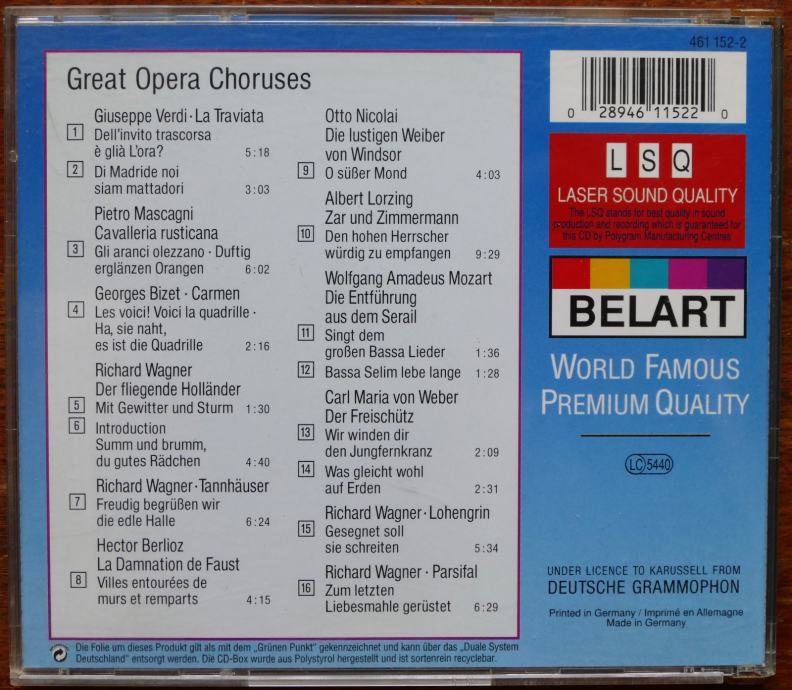 461 152-2
Great Opera Choruses
Giuseppe Verdi · La Traviata
1 Dell'invito trascorsa
è glià L'ora? 5:18
2 Di Madride noi
siam mattadori 3:03
Pietro Mascagni
Cavalleria rusticana
3 Gli aranci olezzano · Duftig
erglänzen Orangen 6:02
Georges Bizet · Carmen
4 Les voici! Voici la quadrille ·
Ha, sie naht,
es ist die Quadrille 2:16
Richard Wagner
Der fliegende Holländer
5 Mit Gewitter und Sturm 1:30
6 Introduction
Summ und brumm,
du gutes Rädchen 4:40
Richard Wagner · Tannhäuser
7 Freudig begrüßen wir
die edle Halle 6:24
Hector Berlioz
La Damnation de Faust
8 Villes entourées de
murs et remparts 4:15
Otto Nicolai
Die lustigen Weiber
von Windsor
9 O süßer Mond 4:03
Albert Lorzing
Zar und Zimmermann
10 Den hohen Herrscher
würdig zu empfangen 9:29
Wolfgang Amadeus Mozart
Die Entführung
aus dem Serail
11 Singt dem
großen Bassa Lieder 1:36
12 Bassa Selim lebe lange 1:28
Carl Maria von Weber
Der Freischütz
13 Wir winden dir
den Jungfernkranz 2:09
14 Was gleicht wohl
auf Erden 2:31
Richard Wagner · Lohengrin
15 Gesegnet soll
sie schreiten 5:34
Richard Wagner · Parsifal
16 Zum letzten
Liebesmahle gerüstet 6:29
0 28946 11522 0
LSQ
LASER SOUND QUALITY
The LSQ stands for best quality in sound
production and recording which is guaranteed for
this CD by Polygram Manufacturing Centres
BELART
WORLD FAMOUS
PREMIUM QUALITY
LC 5440
UNDER LICENCE TO KARUSSELL FROM
DEUTSCHE GRAMMOPHON
Printed in Germany / Imprimé en Allemagne
Made in Germany
Die Folie um dieses Produkt gilt als mit dem „Grünen Punkt" gekennzeichnet und kann über das „Duale System
Deutschland" entsorgt werden. Die CD-Box wurde aus Polystyrol hergestellt und ist sortenrein recyclebar.